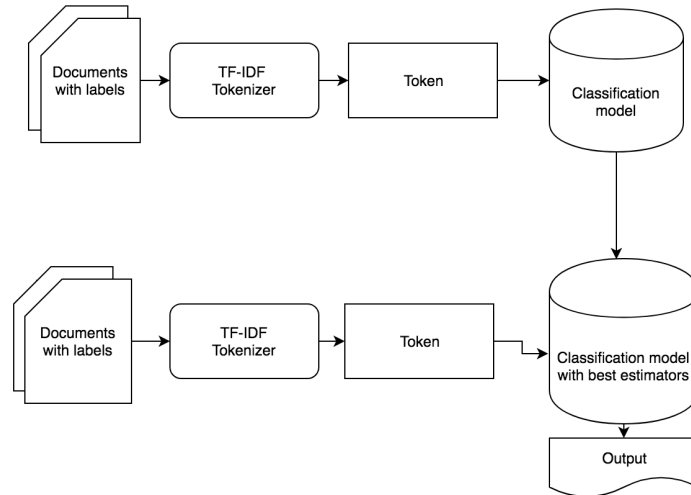 Documents
with labels
TF-IDF
Tokenizer
Token
Classification
model
Documents
with labels
TF-IDF
Tokenizer
Token
Classification model
with best estimators
Output